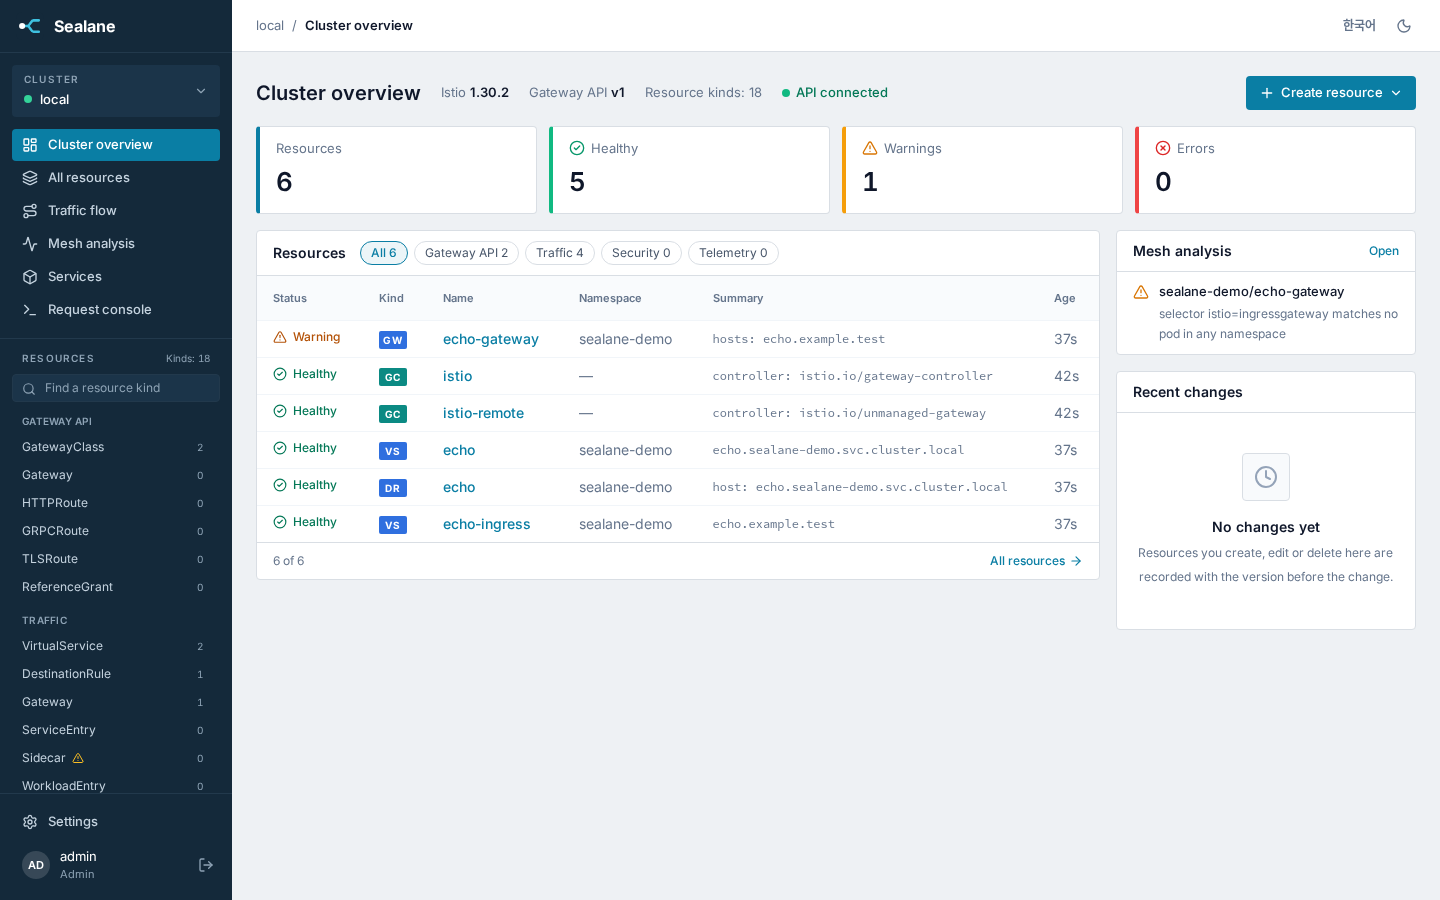 Sealane
CLUSTER
local
Cluster overview
All resources
Traffic flow
Mesh analysis
Services
Request console
RESOURCES Kinds: 18
Find a resource kind
GATEWAY API
GatewayClass 2
Gateway 0
HTTPRoute 0
GRPCRoute 0
TLSRoute 0
ReferenceGrant 0
TRAFFIC
VirtualService 2
DestinationRule 1
Gateway 1
ServiceEntry 0
Sidecar 0
WorkloadEntry 0
Settings
AD admin
Admin
local / Cluster overview 한국어
Cluster overview Istio 1.30.2 Gateway API v1 Resource kinds: 18 API connected Create resource
Resources
6
Healthy
5
Warnings
1
Errors
0
Resources All 6 Gateway API 2 Traffic 4 Security 0 Telemetry 0
Status Kind Name Namespace Summary Age
Warning GW echo-gateway sealane-demo hosts: echo.example.test 37s
Healthy GC istio — controller: istio.io/gateway-controller 42s
Healthy GC istio-remote — controller: istio.io/unmanaged-gateway 42s
Healthy VS echo sealane-demo echo.sealane-demo.svc.cluster.local 37s
Healthy DR echo sealane-demo host: echo.sealane-demo.svc.cluster.local 37s
Healthy VS echo-ingress sealane-demo echo.example.test 37s
6 of 6 All resources
Mesh analysis Open
sealane-demo/echo-gateway
selector istio=ingressgateway matches no
pod in any namespace
Recent changes
No changes yet
Resources you create, edit or delete here are
recorded with the version before the change.